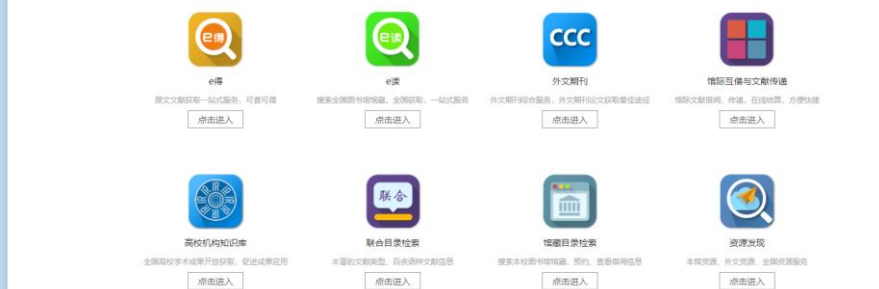 e得
e读
CCC
e得
e读
外文期刊
馆际互借与文献传递
原文文献获取一站式服务，可查可得
搜索全国图书馆馆藏、全国获取，一站式服务
外文期刊综合服务，外文期刊论文获取最佳途径
馆际文献借阅、传递，在线结算，方便快捷
点击进入
点击进入
点击进入
点击进入
联合
高校机构知识库
联合目录检索
馆藏目录检索
资源发现
全国高校学术成果开放获取，促进成果应用
丰富的文献类型，百余语种文献信息
搜索本校图书馆馆藏、预约、查看借阅信息
本馆资源、外文资源、全国资源服务
点击进入
点击进入
点击进入
点击进入